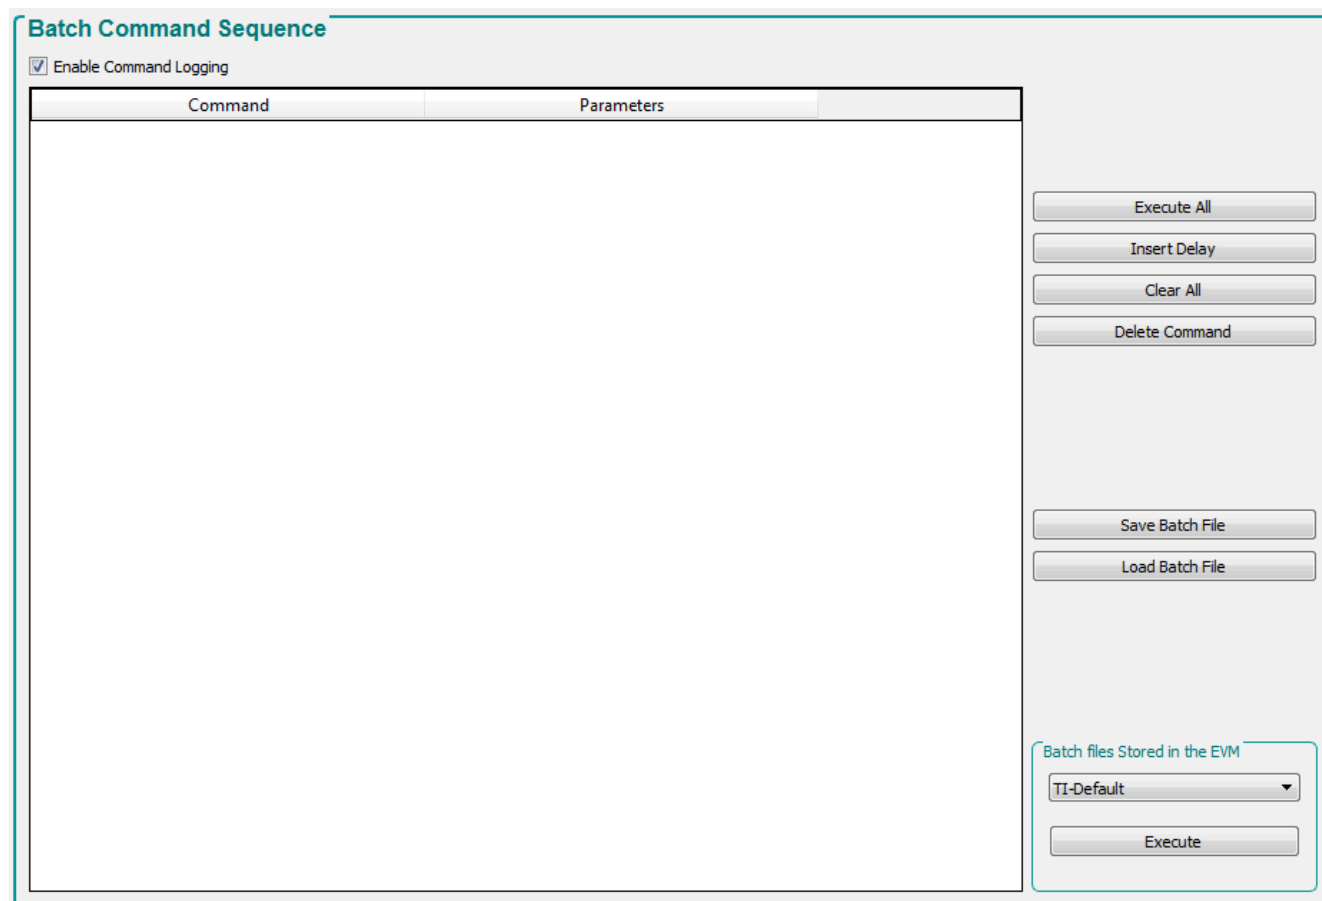 Batch Command Sequence
Enable Command Logging
Command Parameters
Execute All
Insert Delay
Clear All
Delete Command
Save Batch File
Load Batch File
Batch files Stored in the EVM
TI-Default
Execute